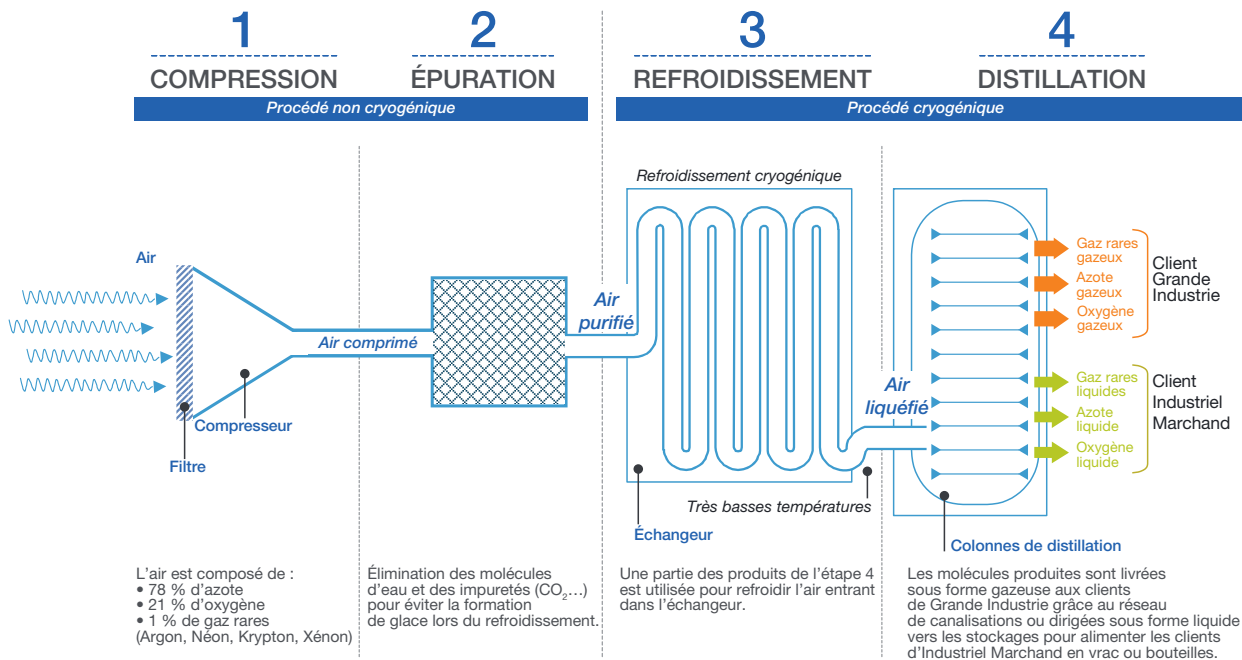 1
COMPRESSION
2
ÉPURATION
3
REFROIDISSEMENT
4
DISTILLATION
Procédé non cryogénique
Procédé cryogénique
Air
Filtre
Compresseur
Air comprimé
Air
purifié
Refroidissement cryogénique
Échangeur
Très basses températures
Air
liquéfié
Colonnes de distillation
Gaz rares
gazeux
Azote
gazeux
Oxygène
gazeux
Client
Grande
Industrie
Gaz rares
liquides
Azote
liquide
Oxygène
liquide
Client
Industriel
Marchand
L’air est composé de :
• 78 % d’azote
• 21 % d’oxygène
• 1 % de gaz rares
(Argon, Néon, Krypton, Xénon)
Élimination des molécules
d’eau et des impuretés (CO₂…)
pour éviter la formation
de glace lors du refroidissement.
Une partie des produits de l’étape 4
est utilisée pour refroidir l’air entrant
dans l’échangeur.
Les molécules produites sont livrées
sous forme gazeuse aux clients
de Grande Industrie grâce au réseau
de canalisations ou dirigées sous forme liquide
vers les stockages pour alimenter les clients
d’Industriel Marchand en vrac ou bouteilles.